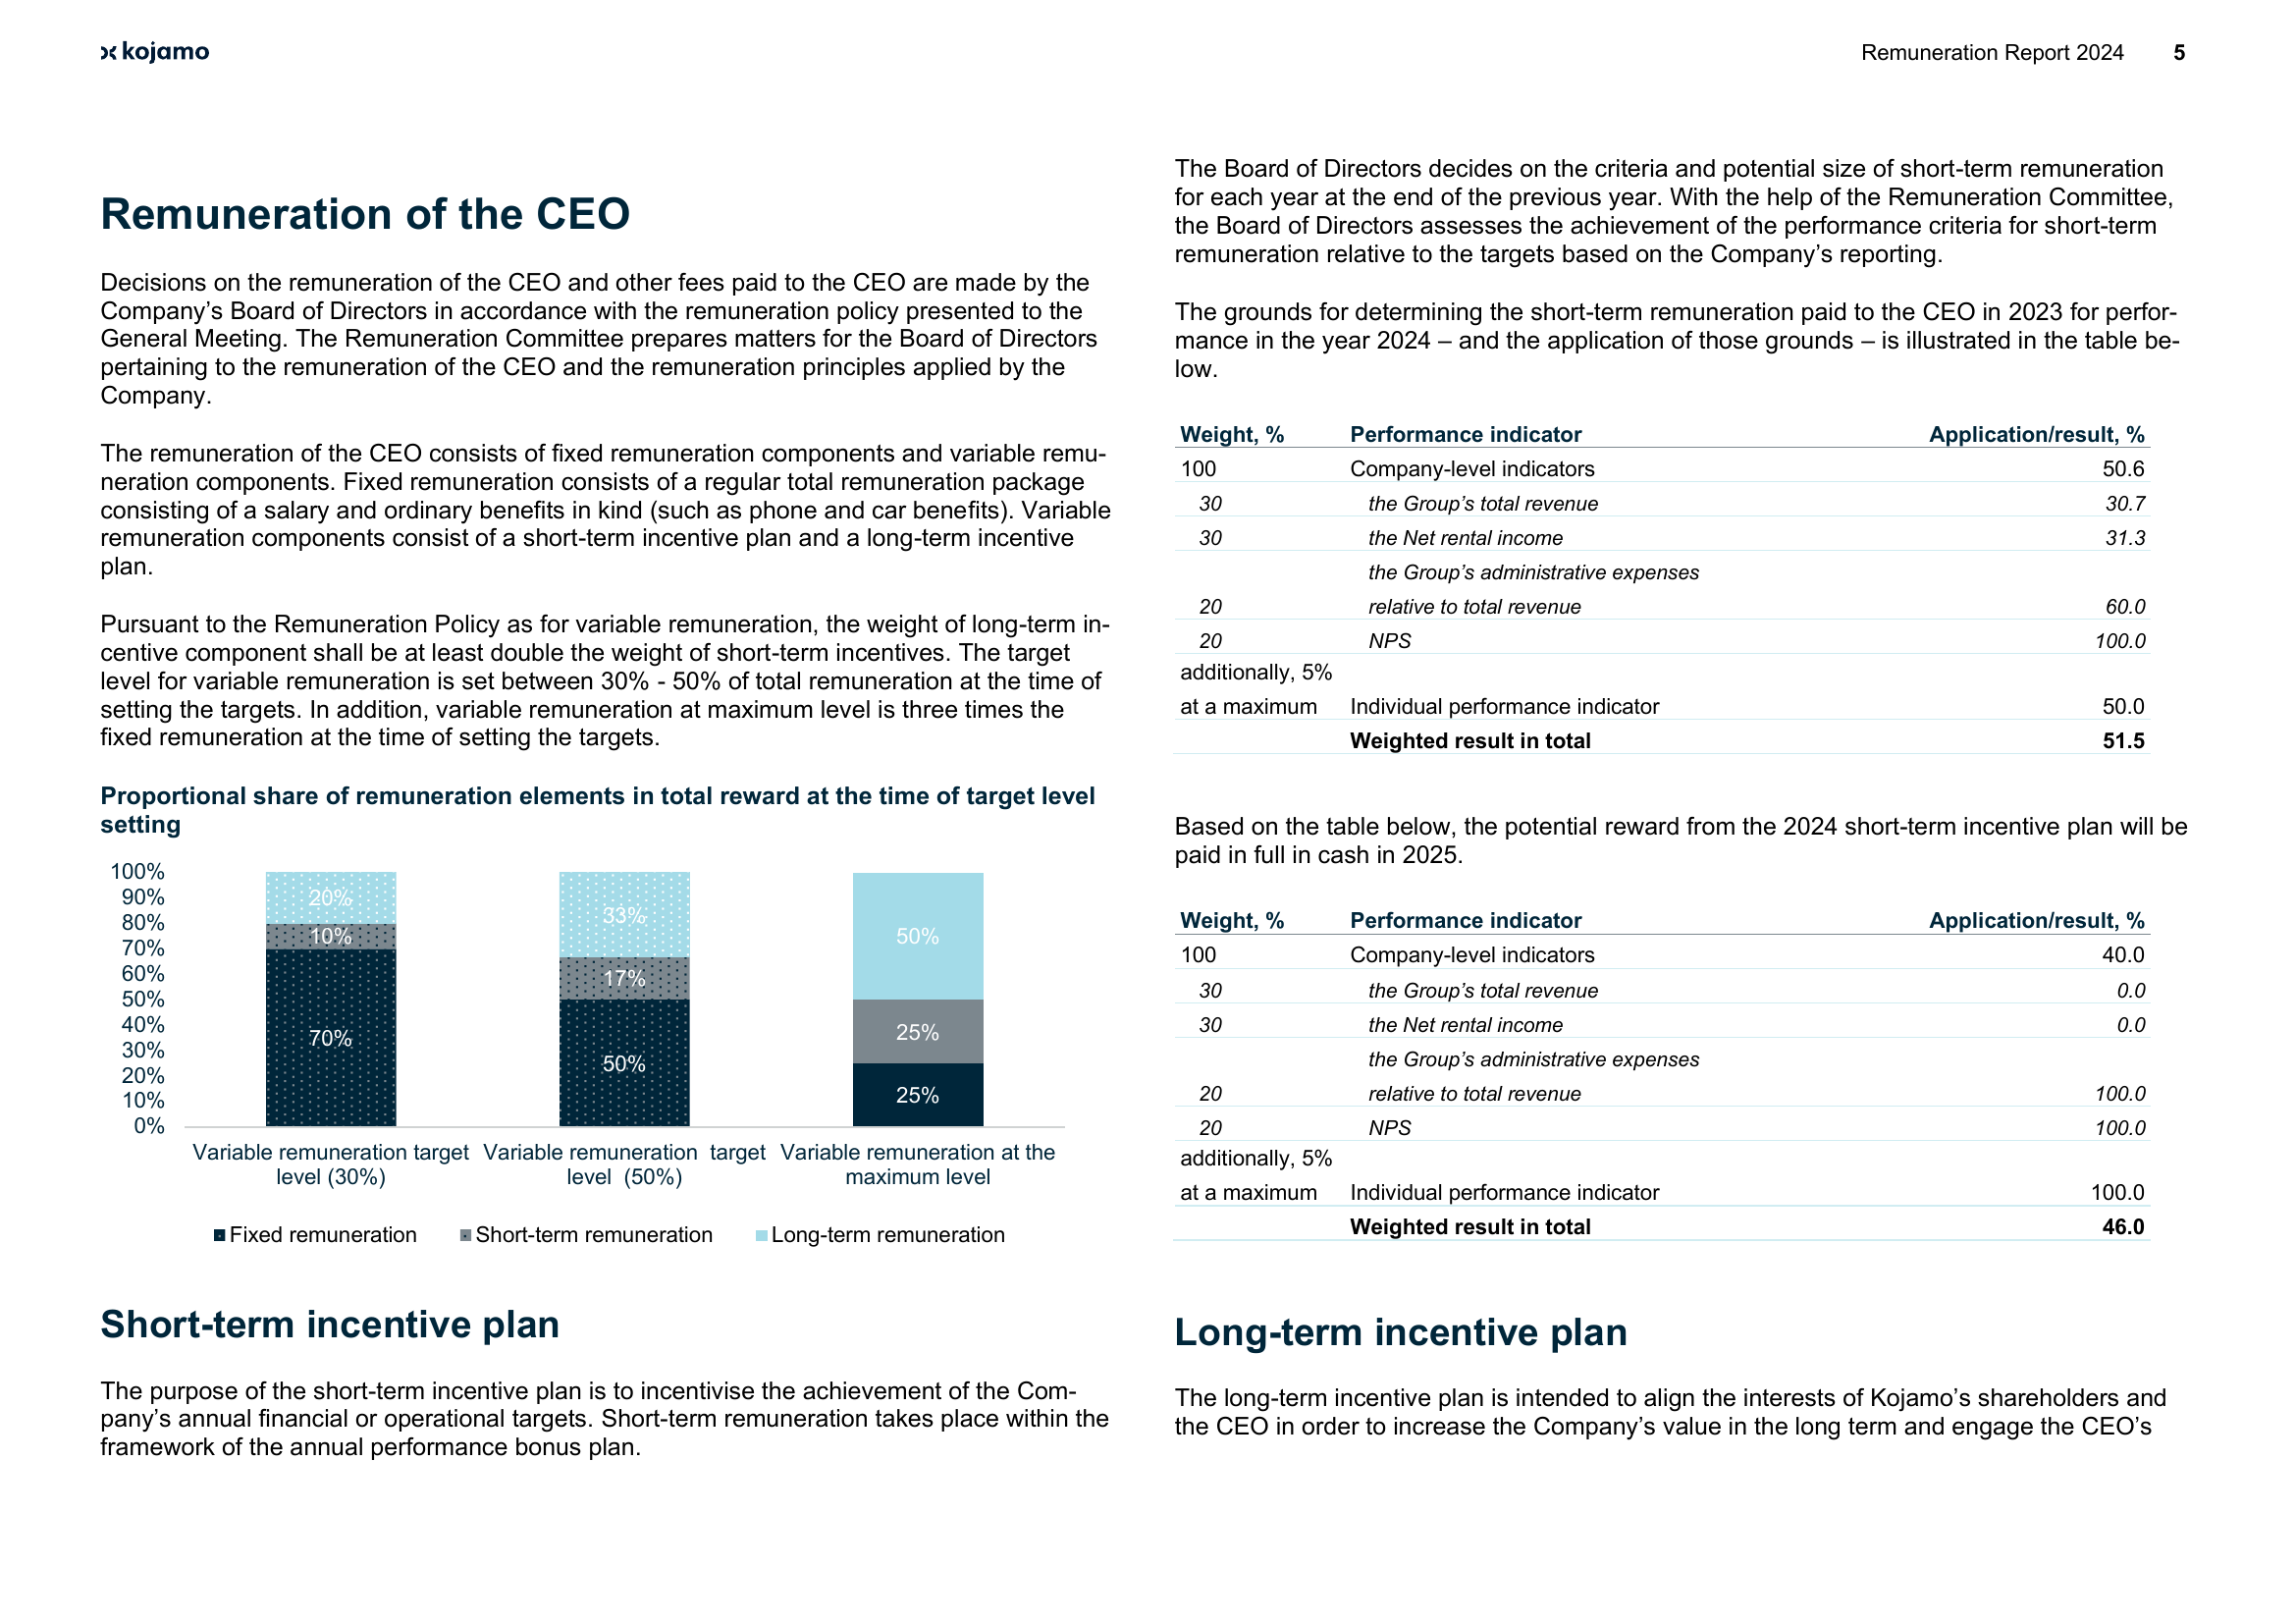 kojamo
Remuneration Report 2024 5
Remuneration of the CEO
Decisions on the remuneration of the CEO and other fees paid to the CEO are made by the
Company’s Board of Directors in accordance with the remuneration policy presented to the
General Meeting. The Remuneration Committee prepares matters for the Board of Directors
pertaining to the remuneration of the CEO and the remuneration principles applied by the
Company.
The remuneration of the CEO consists of fixed remuneration components and variable remu-
neration components. Fixed remuneration consists of a regular total remuneration package
consisting of a salary and ordinary benefits in kind (such as phone and car benefits). Variable
remuneration components consist of a short-term incentive plan and a long-term incentive
plan.
Pursuant to the Remuneration Policy as for variable remuneration, the weight of long-term in-
centive component shall be at least double the weight of short-term incentives. The target
level for variable remuneration is set between 30% - 50% of total remuneration at the time of
setting the targets. In addition, variable remuneration at maximum level is three times the
fixed remuneration at the time of setting the targets.
Proportional share of remuneration elements in total reward at the time of target level
setting
100%
90%
80%
70%
60%
50%
40%
30%
20%
10%
0%
20%
10%
70%
33%
17%
50%
50%
25%
25%
Variable remuneration target
level (30%)
Variable remuneration target
level (50%)
Variable remuneration at the
maximum level
Fixed remuneration Short-term remuneration Long-term remuneration
Short-term incentive plan
The purpose of the short-term incentive plan is to incentivise the achievement of the Com-
pany’s annual financial or operational targets. Short-term remuneration takes place within the
framework of the annual performance bonus plan.
The Board of Directors decides on the criteria and potential size of short-term remuneration
for each year at the end of the previous year. With the help of the Remuneration Committee,
the Board of Directors assesses the achievement of the performance criteria for short-term
remuneration relative to the targets based on the Company’s reporting.
The grounds for determining the short-term remuneration paid to the CEO in 2023 for perfor-
mance in the year 2024 – and the application of those grounds – is illustrated in the table be-
low.
Weight, % Performance indicator Application/result, %
100 Company-level indicators 50.6
30 the Group’s total revenue 30.7
30 the Net rental income 31.3
the Group’s administrative expenses
20 relative to total revenue 60.0
20 NPS 100.0
additionally, 5%
at a maximum Individual performance indicator 50.0
Weighted result in total 51.5
Based on the table below, the potential reward from the 2024 short-term incentive plan will be
paid in full in cash in 2025.
Weight, % Performance indicator Application/result, %
100 Company-level indicators 40.0
30 the Group’s total revenue 0.0
30 the Net rental income 0.0
the Group’s administrative expenses
20 relative to total revenue 100.0
20 NPS 100.0
additionally, 5%
at a maximum Individual performance indicator 100.0
Weighted result in total 46.0
Long-term incentive plan
The long-term incentive plan is intended to align the interests of Kojamo’s shareholders and
the CEO in order to increase the Company’s value in the long term and engage the CEO’s